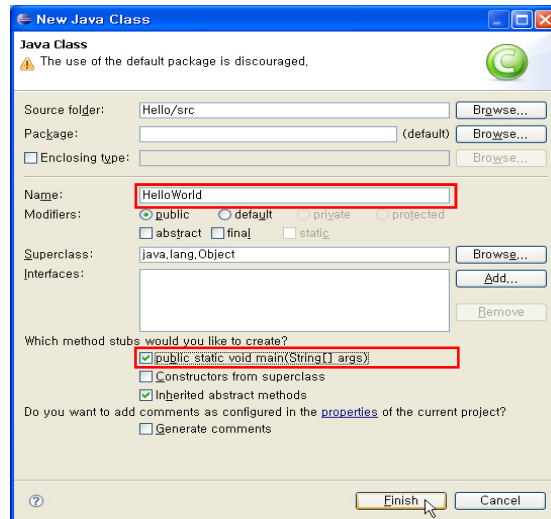 New Java Class
Java Class
The use of the default package is discouraged.
Source folder: Hello/src Browse...
Package: (default) Browse...
Enclosing type: Browse...
Name: HelloWorld
Modifiers: public default private protected
abstract final static
Superclass: java.lang.Object Browse...
Interfaces: Add...
Remove
Which method stubs would you like to create?
public static void main(String[] args)
Constructors from superclass
Inherited abstract methods
Do you want to add comments as configured in the properties of the current project?
Generate comments
Finish Cancel